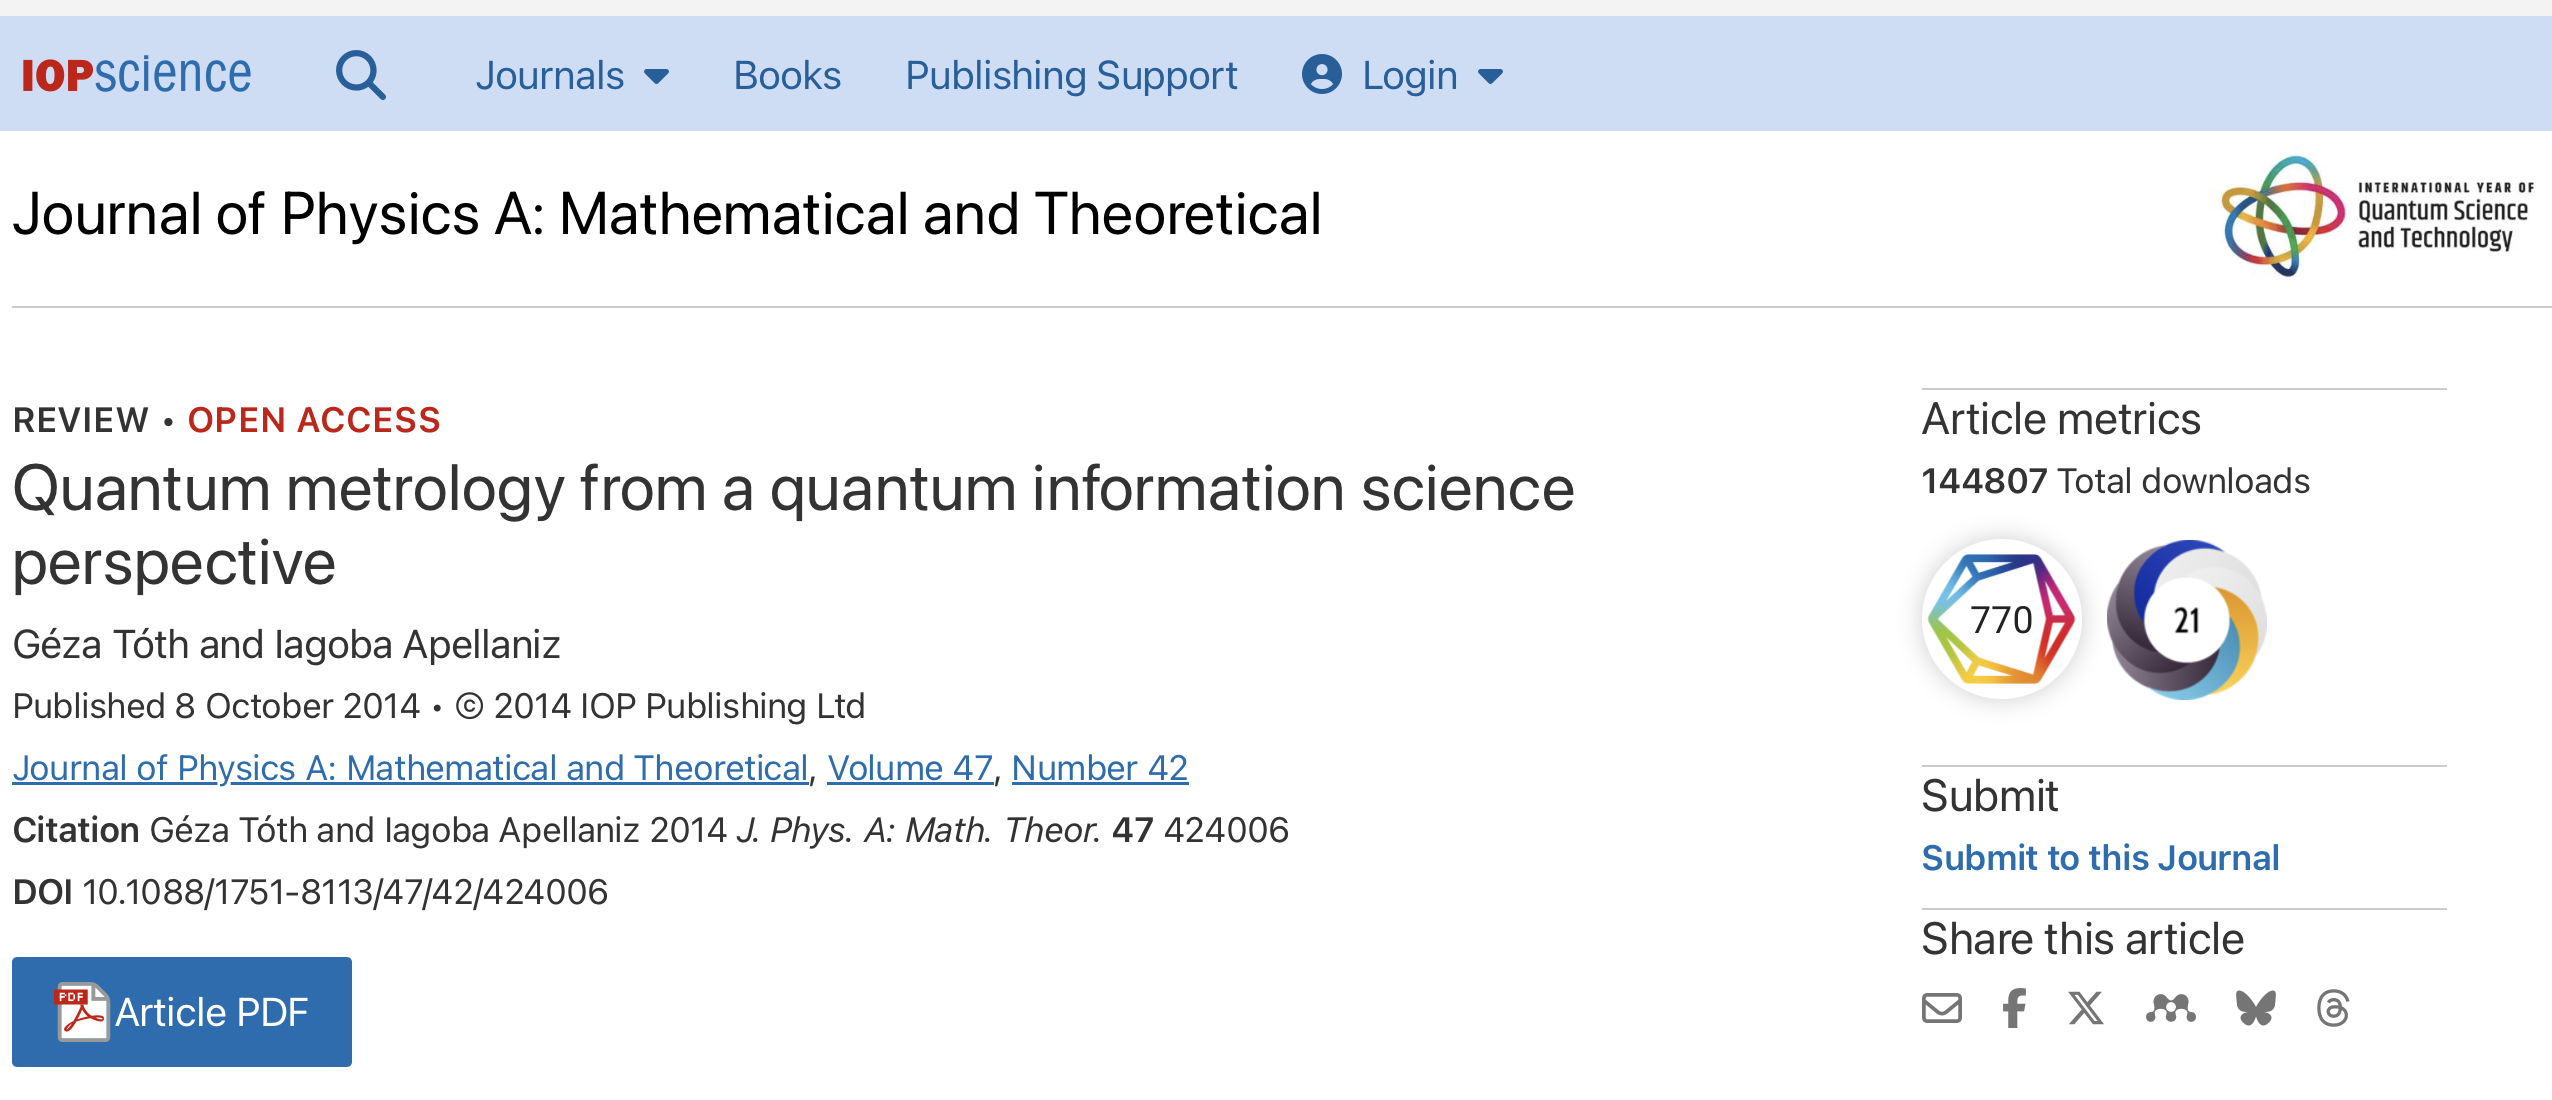 IOPscience Journals Books Publishing Support Login
Journal of Physics A: Mathematical and Theoretical
INTERNATIONAL YEAR OF
Quantum Science
and Technology
REVIEW • OPEN ACCESS
Quantum metrology from a quantum information science
perspective
Géza Tóth and Iagoba Apellaniz
Published 8 October 2014 • © 2014 IOP Publishing Ltd
Journal of Physics A: Mathematical and Theoretical, Volume 47, Number 42
Citation Géza Tóth and Iagoba Apellaniz 2014 J. Phys. A: Math. Theor. 47 424006
DOI 10.1088/1751-8113/47/42/424006
PDF Article PDF
Article metrics
144807 Total downloads
770 21
Submit
Submit to this Journal
Share this article